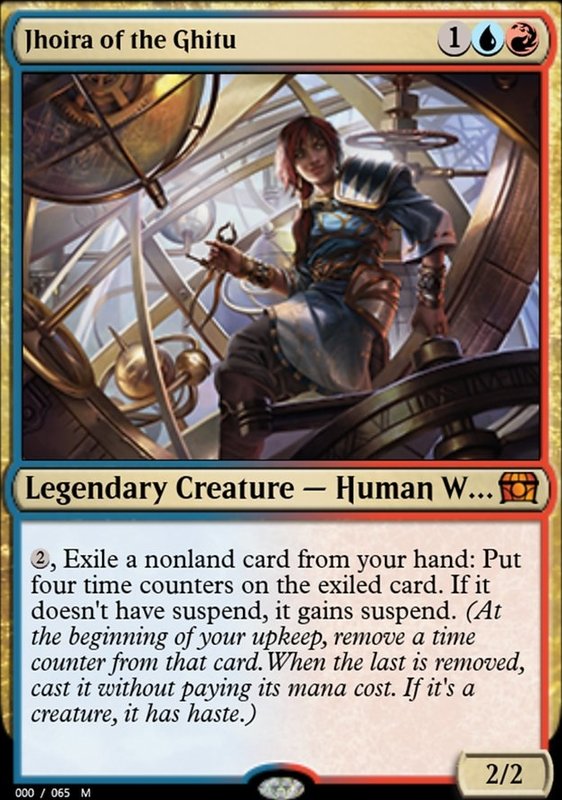 Jhoira of the Ghitu 1
Legendary Creature — Human W...
2, Exile a nonland card from your hand: Put
four time counters on the exiled card. If it
doesn't have suspend, it gains suspend. (At
the beginning of your upkeep, remove a time
counter from that card.When the last is removed,
cast it without paying its mana cost. If it's a
creature, it has haste.)
2/2
000 / 065 M